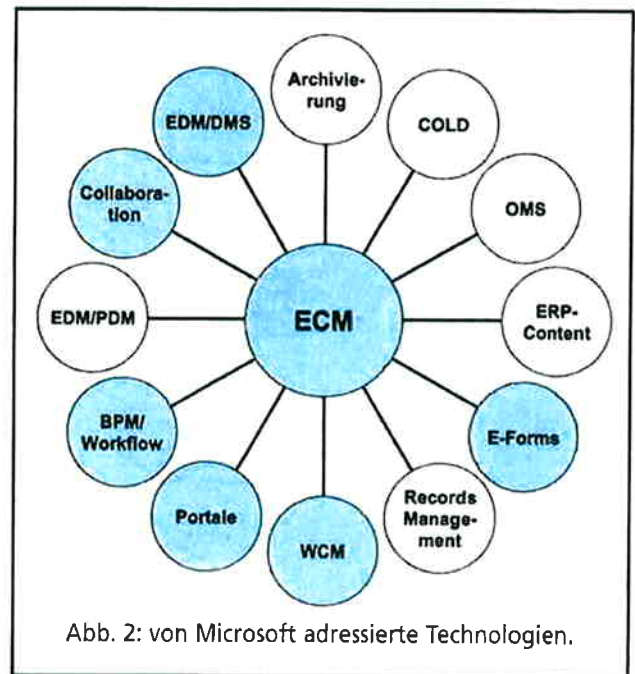 Archivie-
rung
COLD
OMS
ERP-
Content
E-Forms
Records
Manage-
ment
WCM
Portale
BPM/
Workflow
EDM/PDM
Collabora-
tion
EDM/DMS
ECM
Abb. 2: von Microsoft adressierte Technologien.